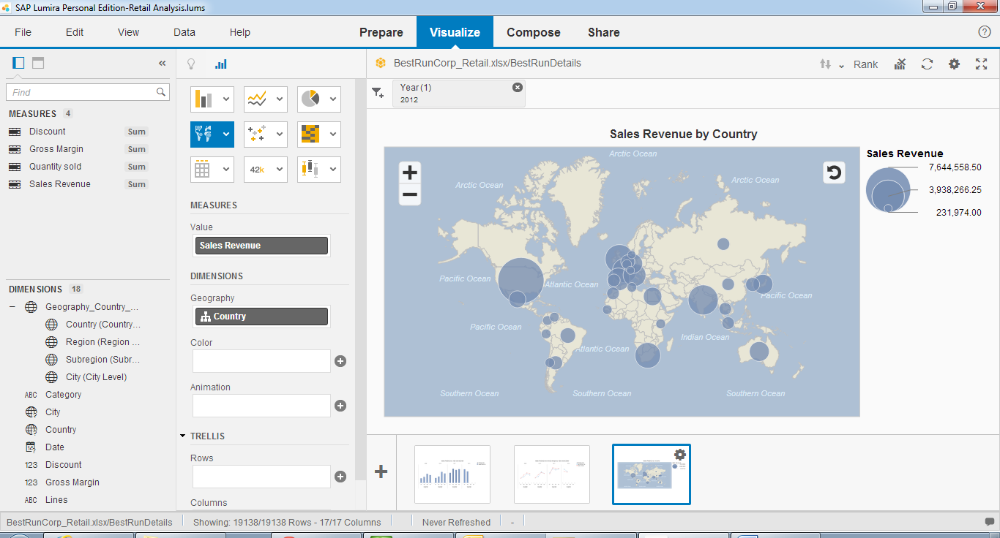 SAP Lumira Personal Edition-Retail Analysis.lums
File Edit View Data Help Prepare Visualize Compose Share
Find
MEASURES 4
Discount Sum
Gross Margin Sum
Quantity sold Sum
Sales Revenue Sum
DIMENSIONS 18
Geography_Country_...
Country (Country...
Region (Region ...
Subregion (Subr...
City (City Level)
ABC Category
City
Country
Date
123 Discount
123 Gross Margin
ABC Lines
42k
MEASURES
Value
Sales Revenue
DIMENSIONS
Geography
Country
Color
Animation
TRELLIS
Rows
Columns
BestRunCorp_Retail.xlsx/BestRunDetails
Rank
Year (1)
2012
Sales Revenue by Country
Arctic Ocean
Arctic Ocean
Arctic Ocean
Pacific Ocean
Atlantic Ocean
Pacific Ocean
Pacific Ocean
Indian Ocean
Atlantic Ocean
Southern Ocean
Southern Ocean
Southern Ocean
Sales Revenue
7,644,558.50
3,938,266.25
231,974.00
BestRunCorp_Retail.xlsx/BestRunDetails Showing: 19138/19138 Rows - 17/17 Columns Never Refreshed -